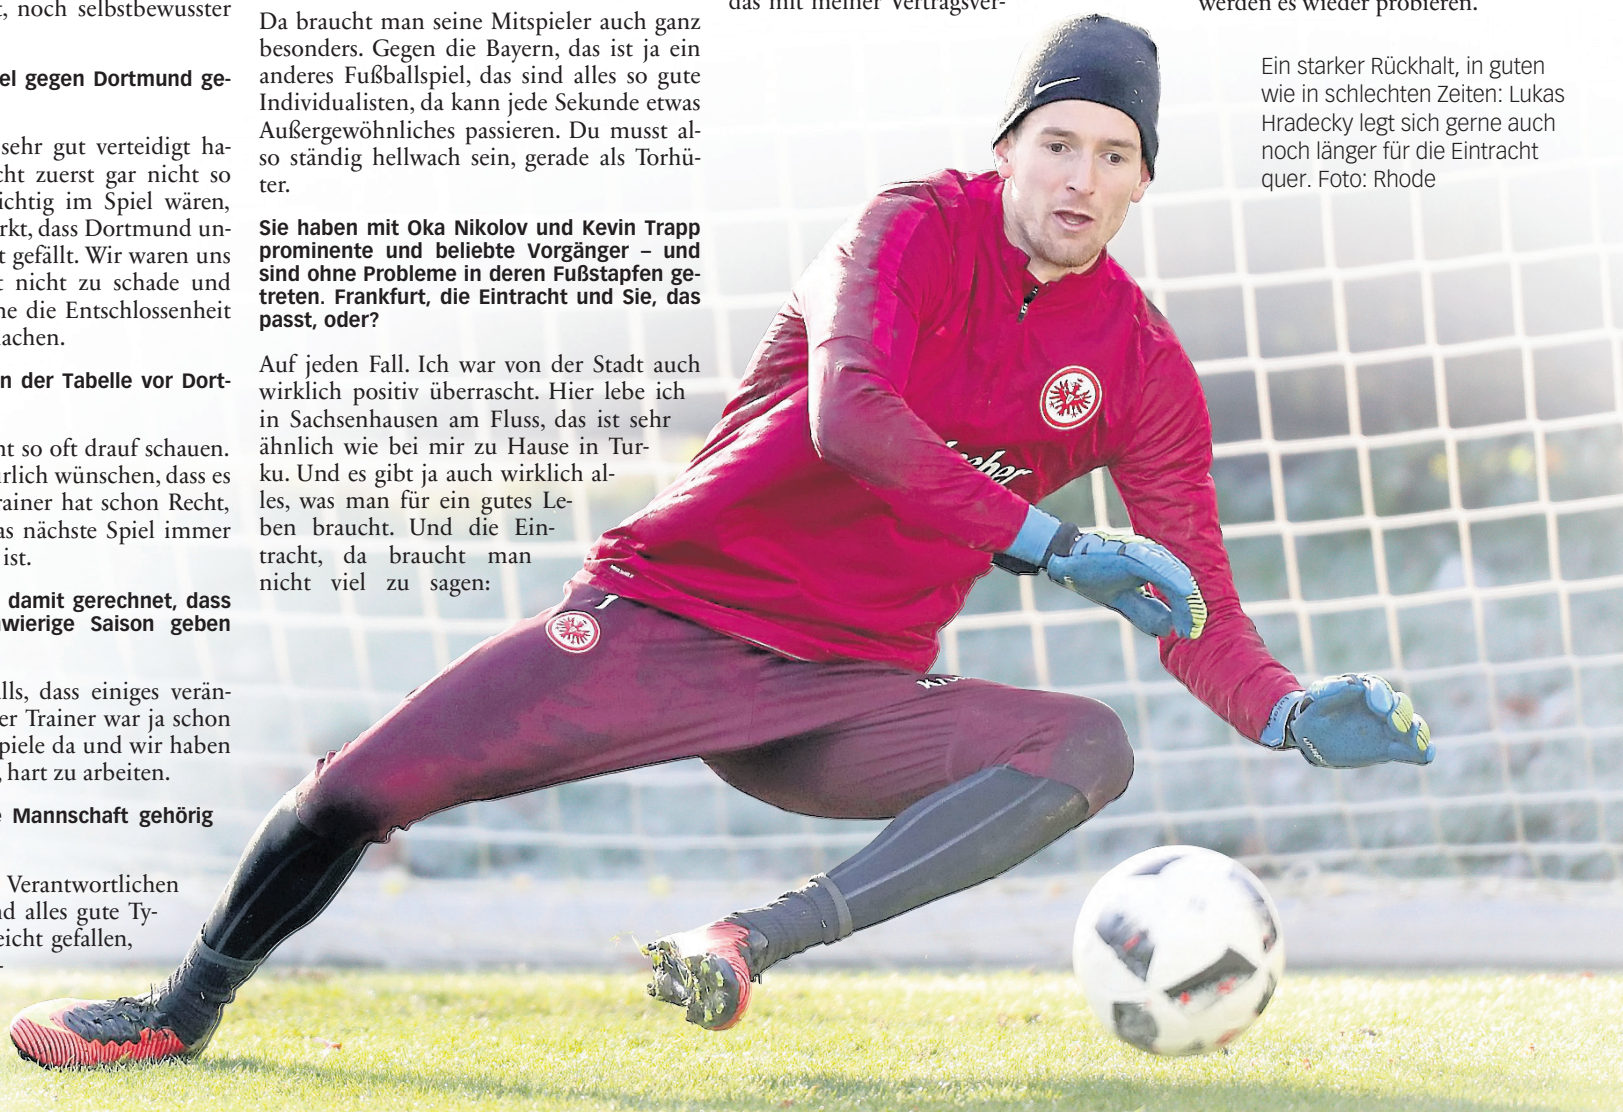 t, noch selbstbewusster
el gegen Dortmund ge-
sehr gut verteidigt ha-
cht zuerst gar nicht so
ichtig im Spiel wären,
rkt, dass Dortmund un-
t gefällt. Wir waren uns
t nicht zu schade und
ne die Entschlossenheit
achen.
n der Tabelle vor Dort-
nt so oft drauf schauen.
rlich wünschen, dass es
rainer hat schon Recht,
as nächste Spiel immer
ist.
damit gerechnet, dass
wierige Saison geben
lls, dass einiges verän-
er Trainer war ja schon
piele da und wir haben
, hart zu arbeiten.
e Mannschaft gehörig
Verantwortlichen
nd alles gute Ty-
eicht gefallen,
-
Da braucht man seine Mitspieler auch ganz
besonders. Gegen die Bayern, das ist ja ein
anderes Fußballspiel, das sind alles so gute
Individualisten, da kann jede Sekunde etwas
Außergewöhnliches passieren. Du musst al-
so ständig hellwach sein, gerade als Torhü-
ter.
Sie haben mit Oka Nikolov und Kevin Trapp
prominente und beliebte Vorgänger – und
sind ohne Probleme in deren Fußstapfen ge-
treten. Frankfurt, die Eintracht und Sie, das
passt, oder?
Auf jeden Fall. Ich war von der Stadt auch
wirklich positiv überrascht. Hier lebe ich
in Sachsenhausen am Fluss, das ist sehr
ähnlich wie bei mir zu Hause in Tur-
ku. Und es gibt ja auch wirklich al-
les, was man für ein gutes Le-
ben braucht. Und die Ein-
tracht, da braucht man
nicht viel zu sagen:
das mit meiner Vertragsver-
werden es wieder probieren.
Ein starker Rückhalt, in guten
wie in schlechten Zeiten: Lukas
Hradecky legt sich gerne auch
noch länger für die Eintracht
quer. Foto: Rhode
1